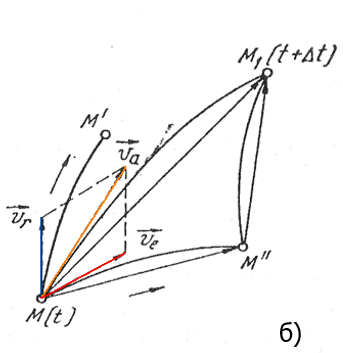 M₁(t+Δt)
M'
v⃗a
v⃗r
v⃗e
M''
M(t)
б)